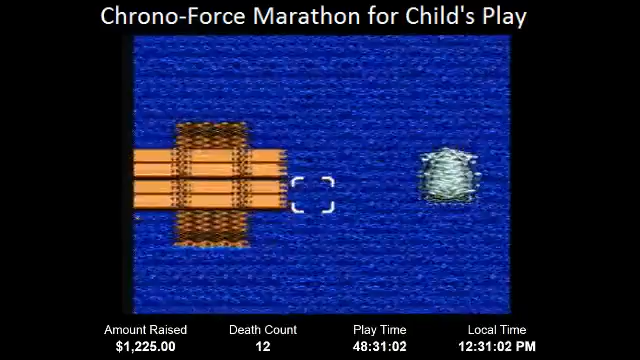 Chrono-Force Marathon for Child's Play
Amount Raised Death Count Play Time Local Time
$1,225.00 12 48:31:02 12:31:02 PM